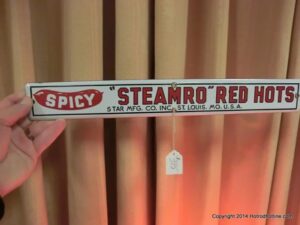 SPICY "STEAMRO" RED HOTS
STAR MFG. CO. INC. ST. LOUIS. MO. U.S.A.
Copyright 2014 Hotrodhotline.com